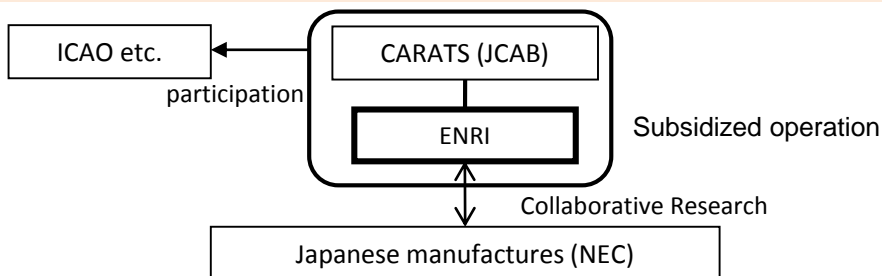 ICAO etc.
CARATS (JCAB)
participation
ENRI
Subsidized operation
Collaborative Research
Japanese manufactures (NEC)